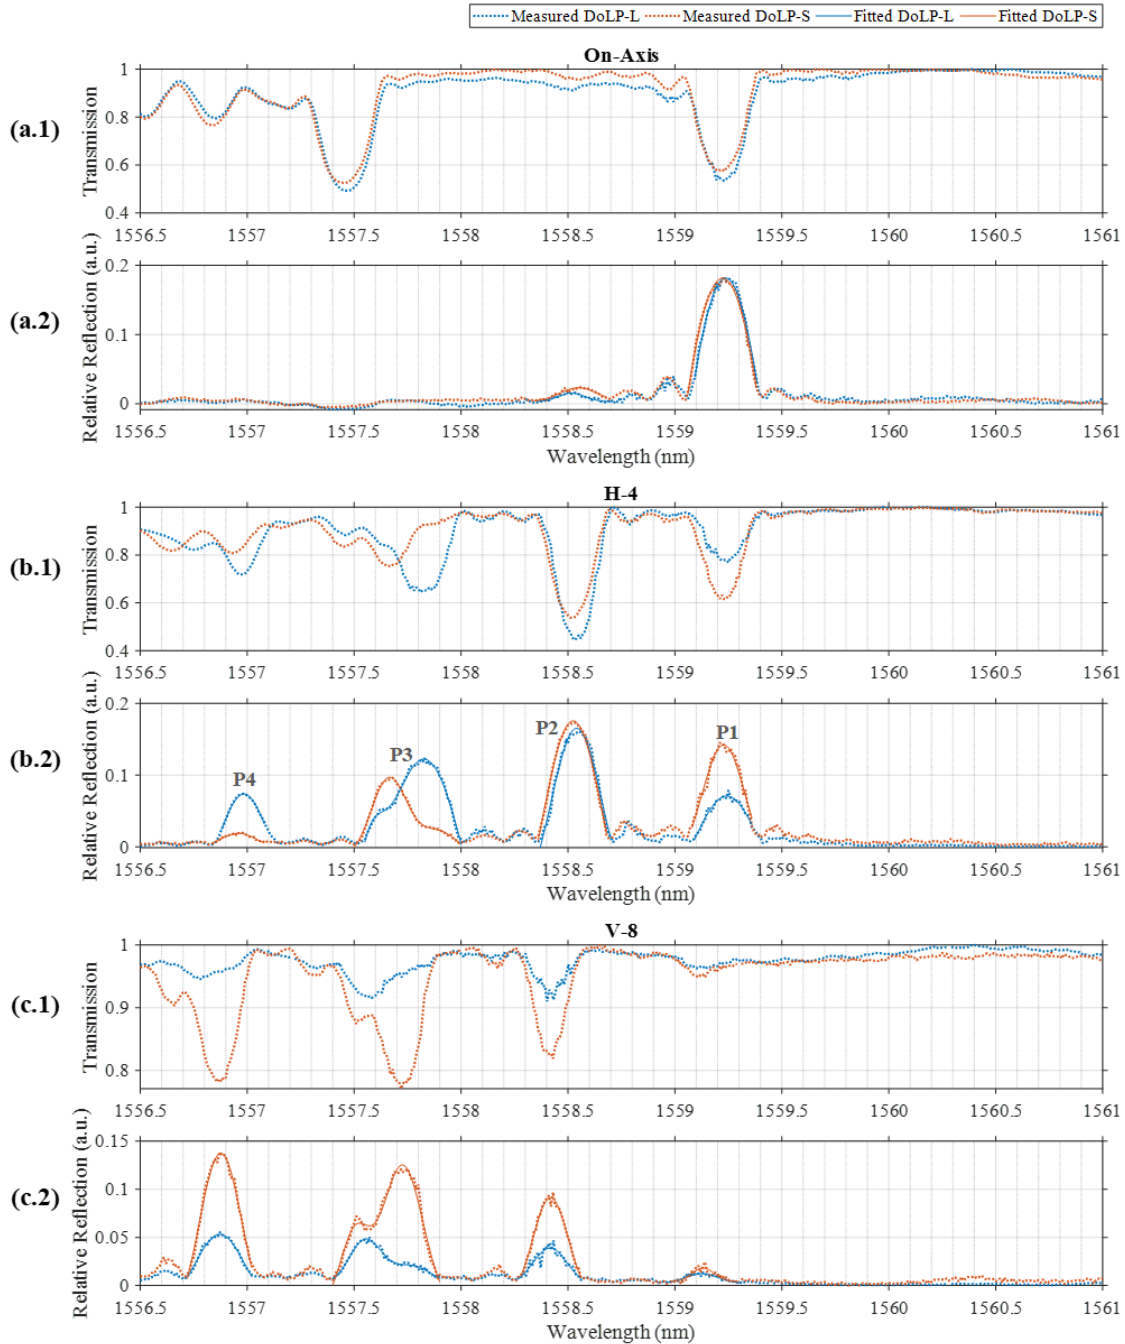 Measured DoLP-L Measured DoLP-S Fitted DoLP-L Fitted DoLP-S
On-Axis
(a.1)
Transmission
1
0.8
0.6
0.4
1556.5 1557 1557.5 1558 1558.5 1559 1559.5 1560 1560.5 1561
(a.2)
Relative Reflection (a.u.)
0.2
0.1
0
1556.5 1557 1557.5 1558 1558.5 1559 1559.5 1560 1560.5 1561
Wavelength (nm)
H-4
(b.1)
Transmission
1
0.8
0.6
0.4
1556.5 1557 1557.5 1558 1558.5 1559 1559.5 1560 1560.5 1561
(b.2)
Relative Reflection (a.u.)
0.2
0.1
0
P4 P3 P2 P1
1556.5 1557 1557.5 1558 1558.5 1559 1559.5 1560 1560.5 1561
Wavelength (nm)
V-8
(c.1)
Transmission
1
0.9
0.8
1556.5 1557 1557.5 1558 1558.5 1559 1559.5 1560 1560.5 1561
(c.2)
Relative Reflection (a.u.)
0.15
0.1
0.05
0
1556.5 1557 1557.5 1558 1558.5 1559 1559.5 1560 1560.5 1561
Wavelength (nm)